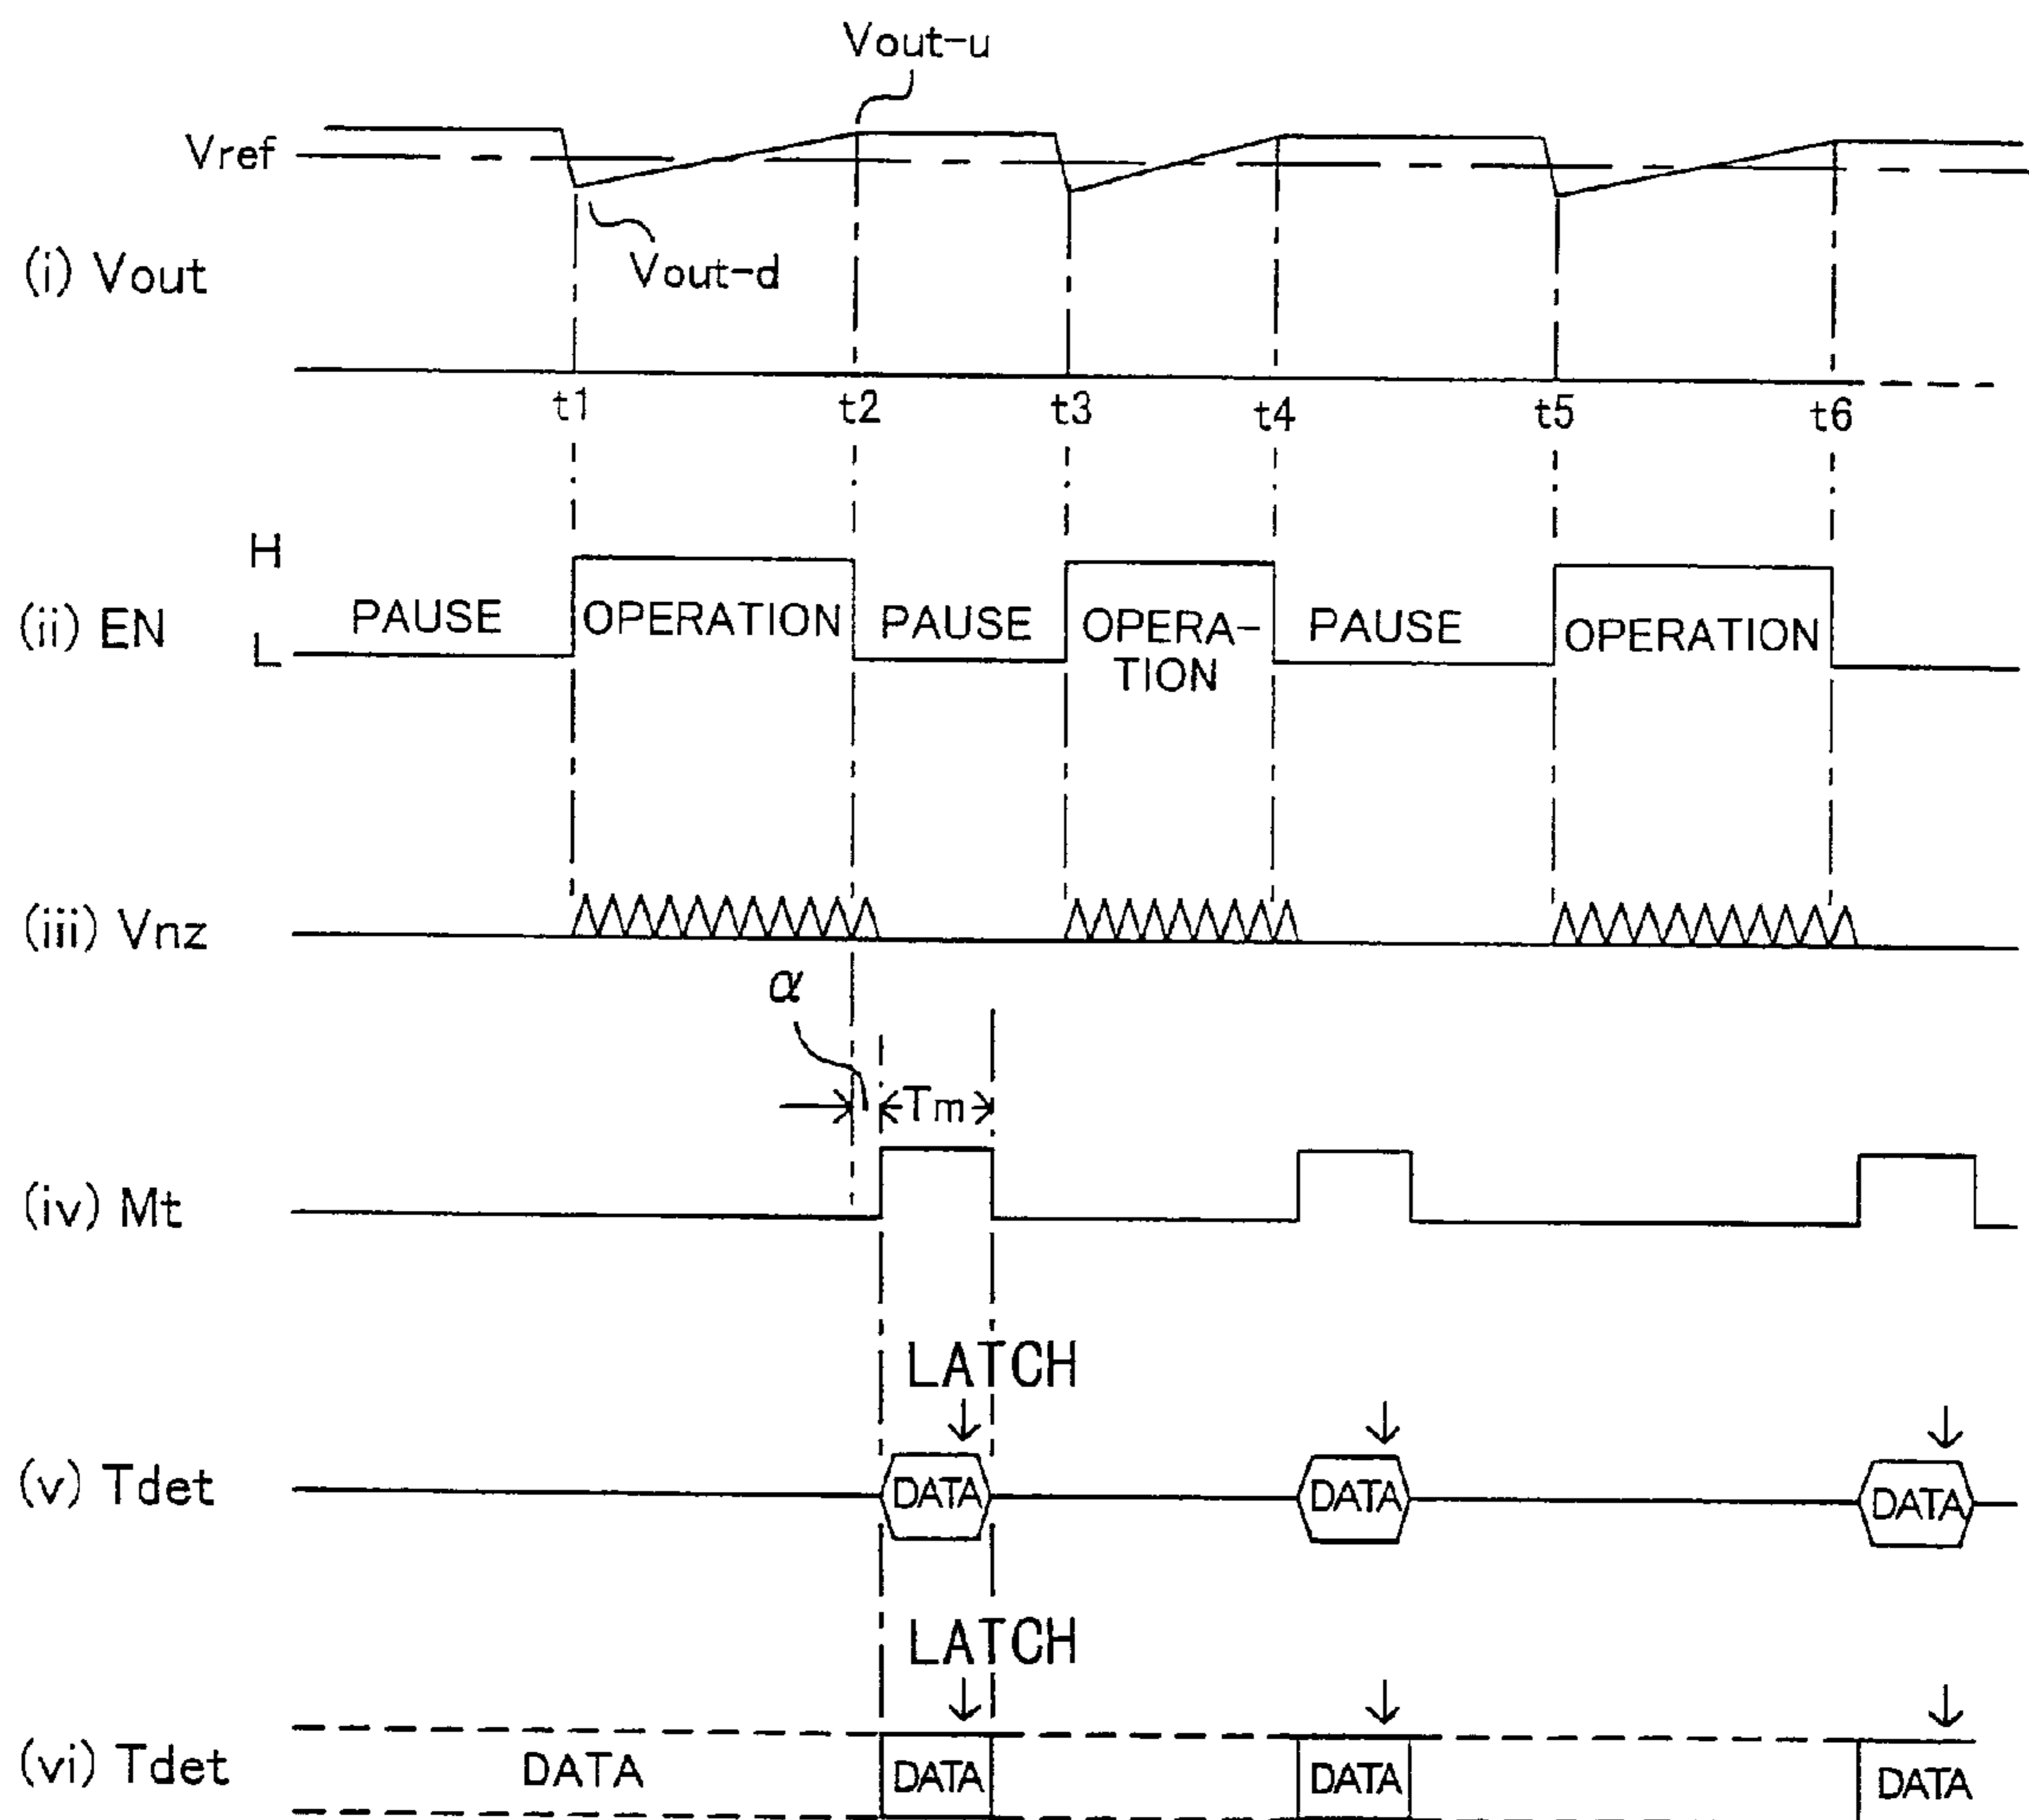 Vout-u
Vref
Vout-d
(i) Vout
t1 t2 t3 t4 t5 t6
H
L
(ii) EN
PAUSE OPERATION PAUSE OPERA-
TION PAUSE OPERATION
(iii) Vnz
α
Tm
(iv) Mt
LATCH
(v) Tdet
DATA DATA DATA
LATCH
(vi) Tdet
DATA DATA DATA DATA